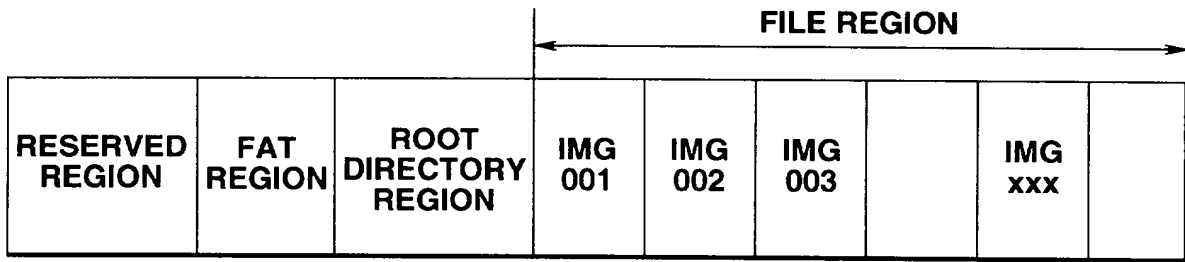 FILE REGION
RESERVED
REGION
FAT
REGION
ROOT
DIRECTORY
REGION
IMG
001
IMG
002
IMG
003
IMG
xxx